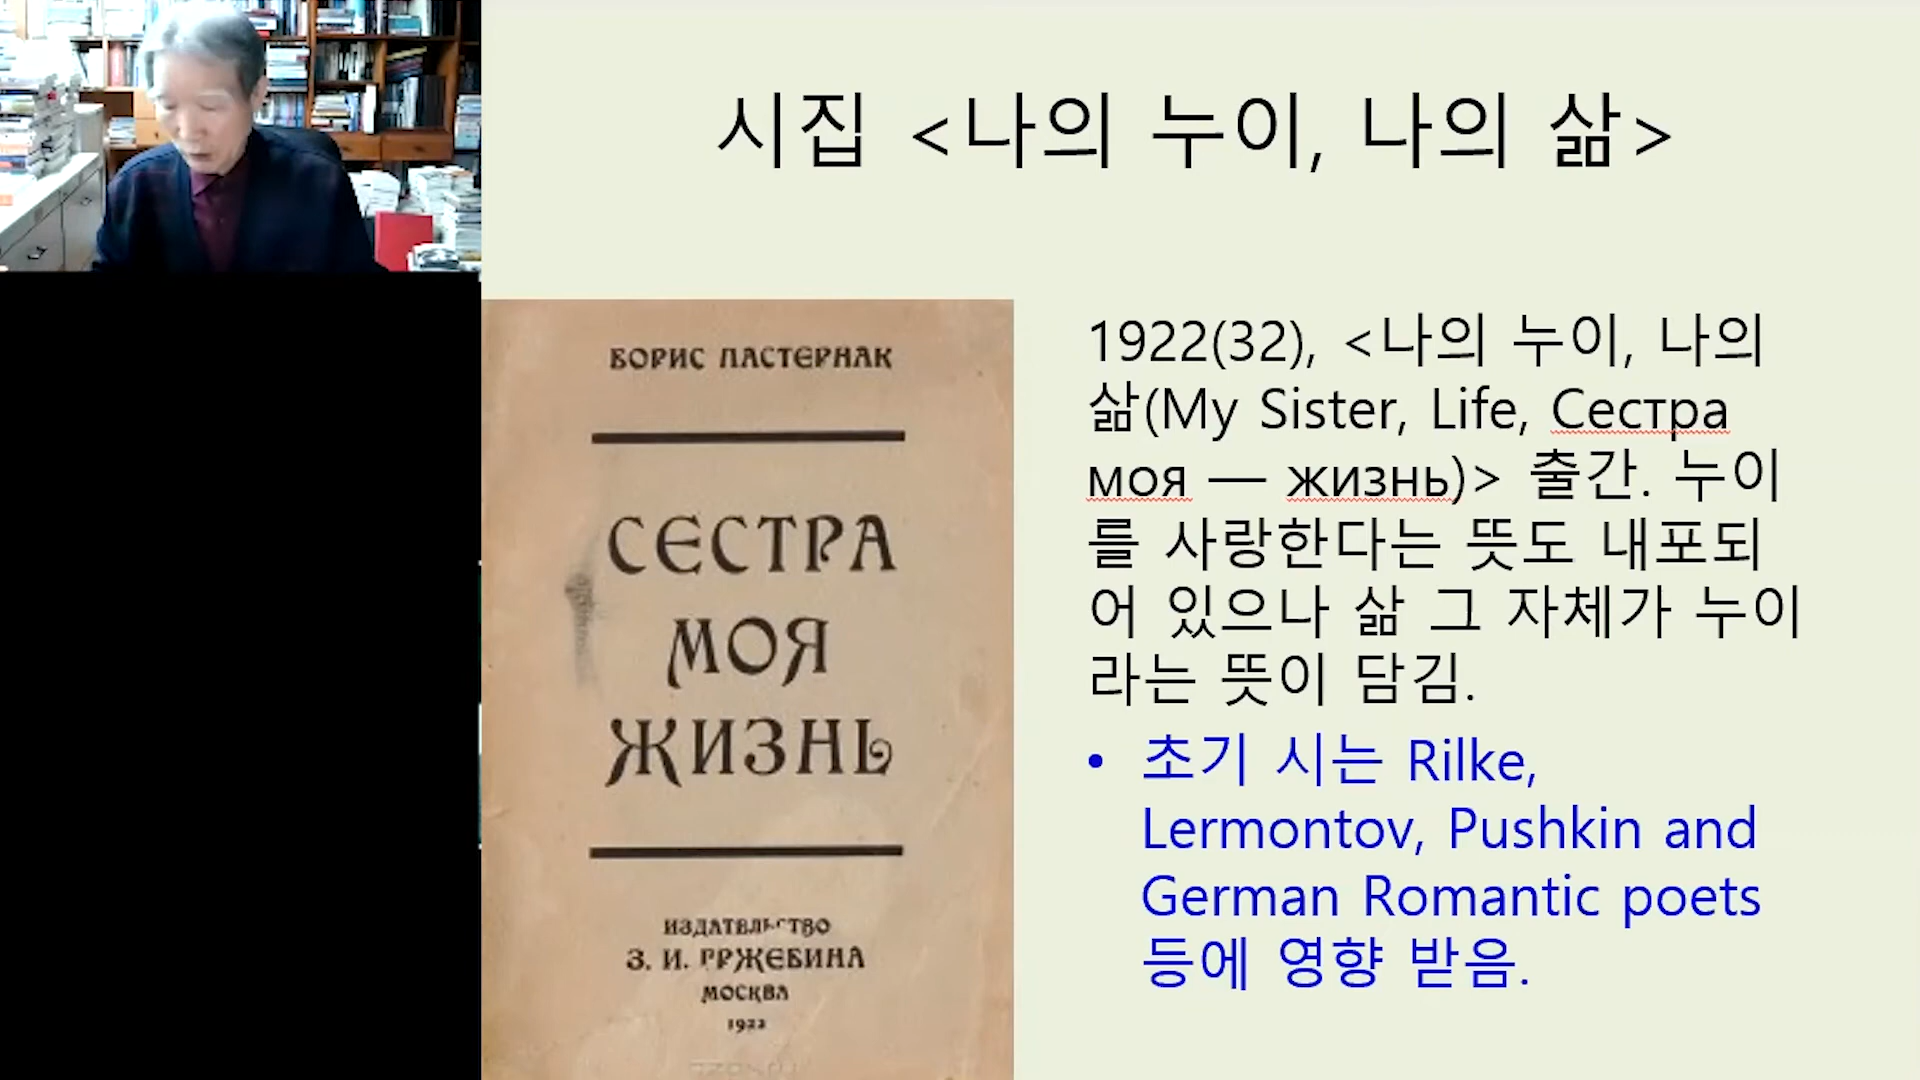 시집 <나의 누이, 나의 삶>
БОРИС ПАСТЕРНАК
СЕСТРА
МОЯ
ЖИЗНЬ
ИЗДАТЕЛЬСТВО
З. И. ГРЖЕБИНА
МОСКВА
1922
1922(32), <나의 누이, 나의
삶(My Sister, Life, Сестра
моя — жизнь)> 출간. 누이
를 사랑한다는 뜻도 내포되
어 있으나 삶 그 자체가 누이
라는 뜻이 담김.
• 초기 시는 Rilke,
Lermontov, Pushkin and
German Romantic poets
등에 영향 받음.